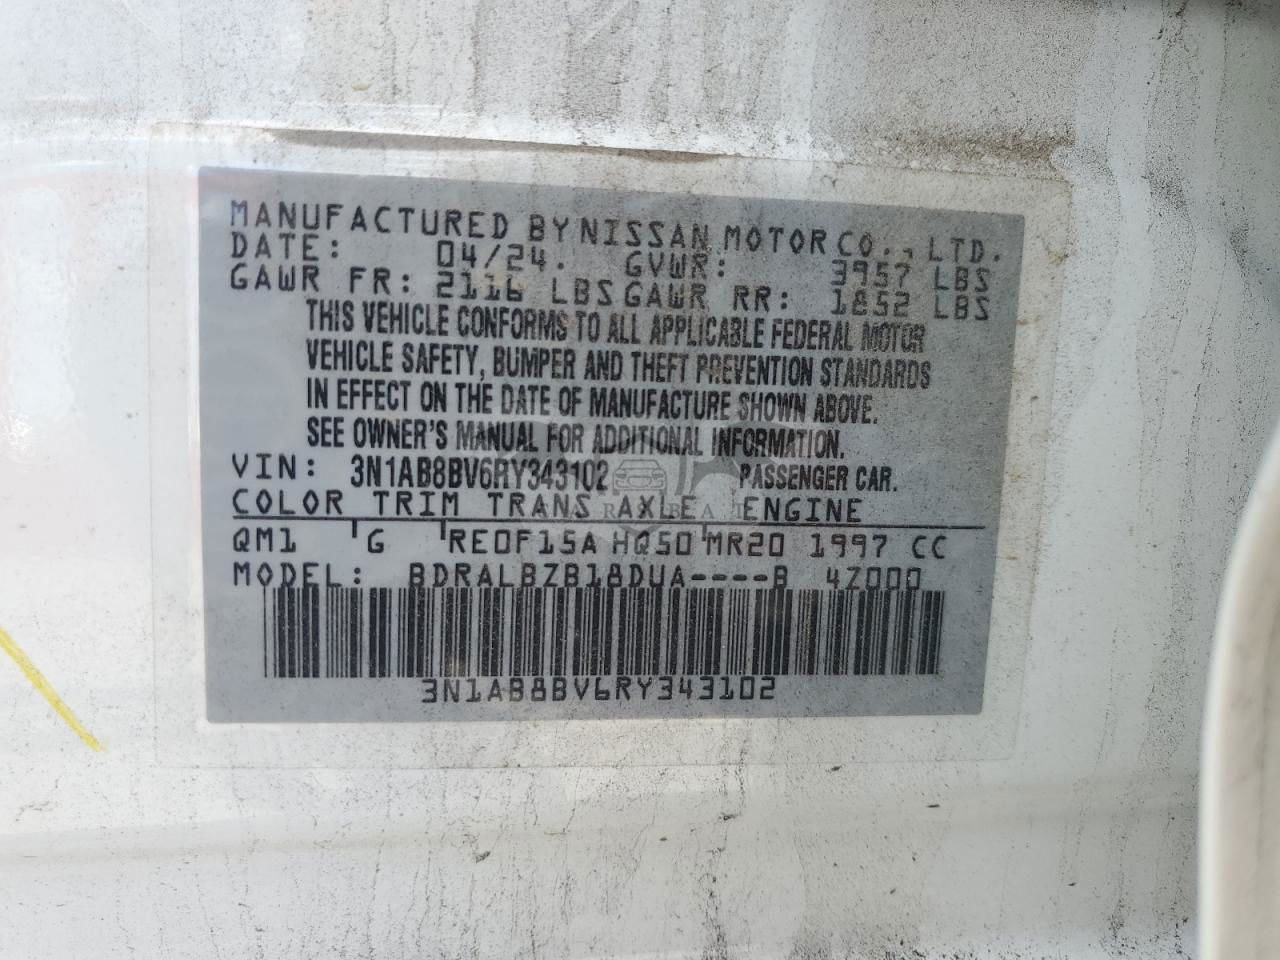 MANUFACTURED BY NISSAN MOTOR CO., LTD.
DATE: 04/24. GVWR: 3957 LBS
GAWR FR: 2116 LBS GAWR RR: 1852 LBS
THIS VEHICLE CONFORMS TO ALL APPLICABLE FEDERAL MOTOR
VEHICLE SAFETY, BUMPER AND THEFT PREVENTION STANDARDS
IN EFFECT ON THE DATE OF MANUFACTURE SHOWN ABOVE.
SEE OWNER'S MANUAL FOR ADDITIONAL INFORMATION.
VIN: 3N1AB8BV6RY343102 PASSENGER CAR.
COLOR TRIM TRANS AXLE ENGINE
QM1 G RE0F15A HQ50 MR20 1997 CC
MODEL: BDRALBZB18DUA----B 4Z000
3N1AB8BV6RY343102